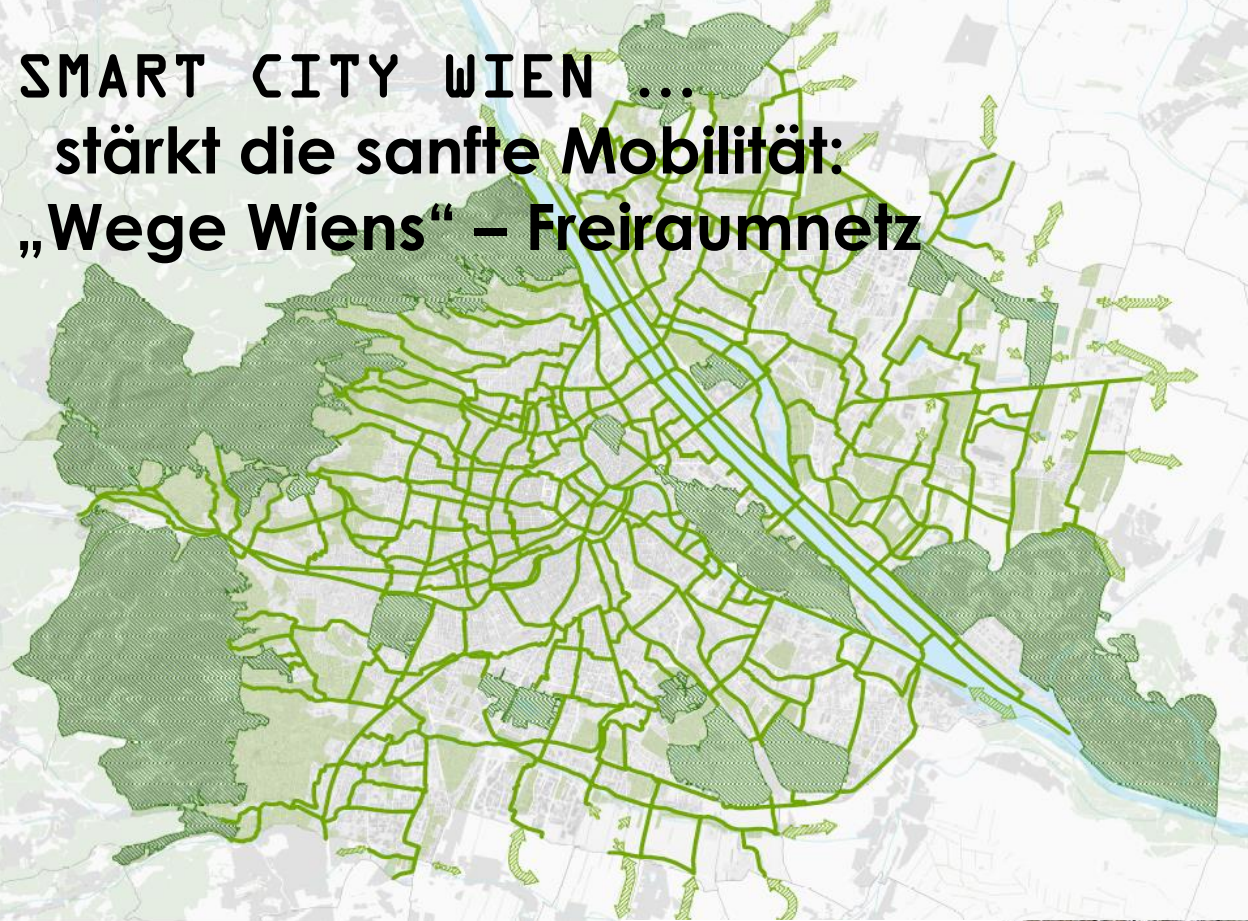 SMART CITY WIEN ...
stärkt die sanfte Mobilität:
„Wege Wiens“ – Freiraumnetz